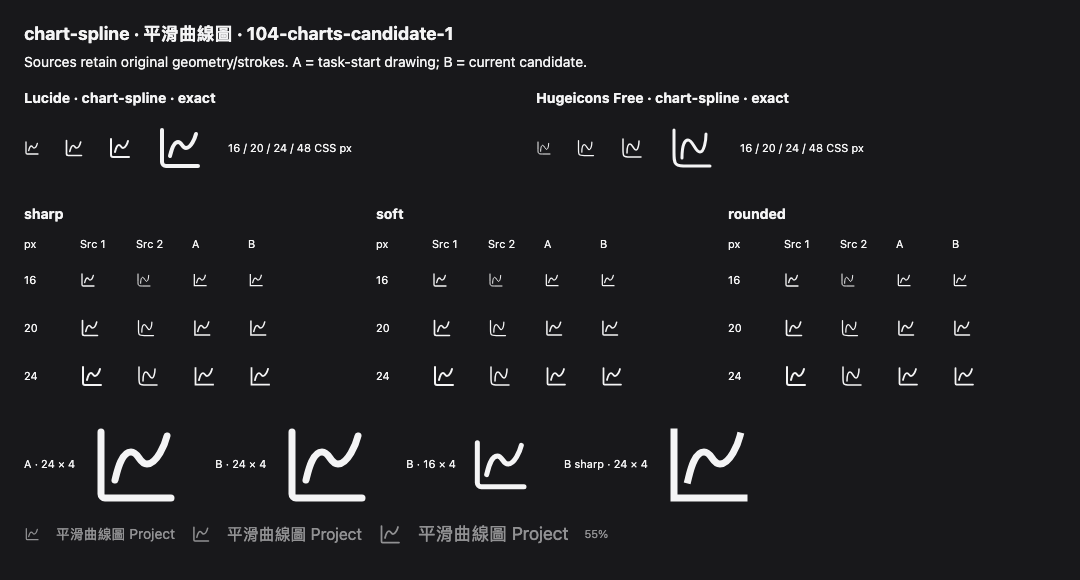 chart-spline · 平滑曲線圖 · 104-charts-candidate-1
Sources retain original geometry/strokes. A = task-start drawing; B = current candidate.
Lucide · chart-spline · exact
Hugeicons Free · chart-spline · exact
16 / 20 / 24 / 48 CSS px
16 / 20 / 24 / 48 CSS px
sharp
soft
rounded
px Src 1 Src 2 A B
px Src 1 Src 2 A B
px Src 1 Src 2 A B
16
16
16
20
20
20
24
24
24
A · 24 × 4
B · 24 × 4
B · 16 × 4
B sharp · 24 × 4
平滑曲線圖 Project
平滑曲線圖 Project
平滑曲線圖 Project
55%